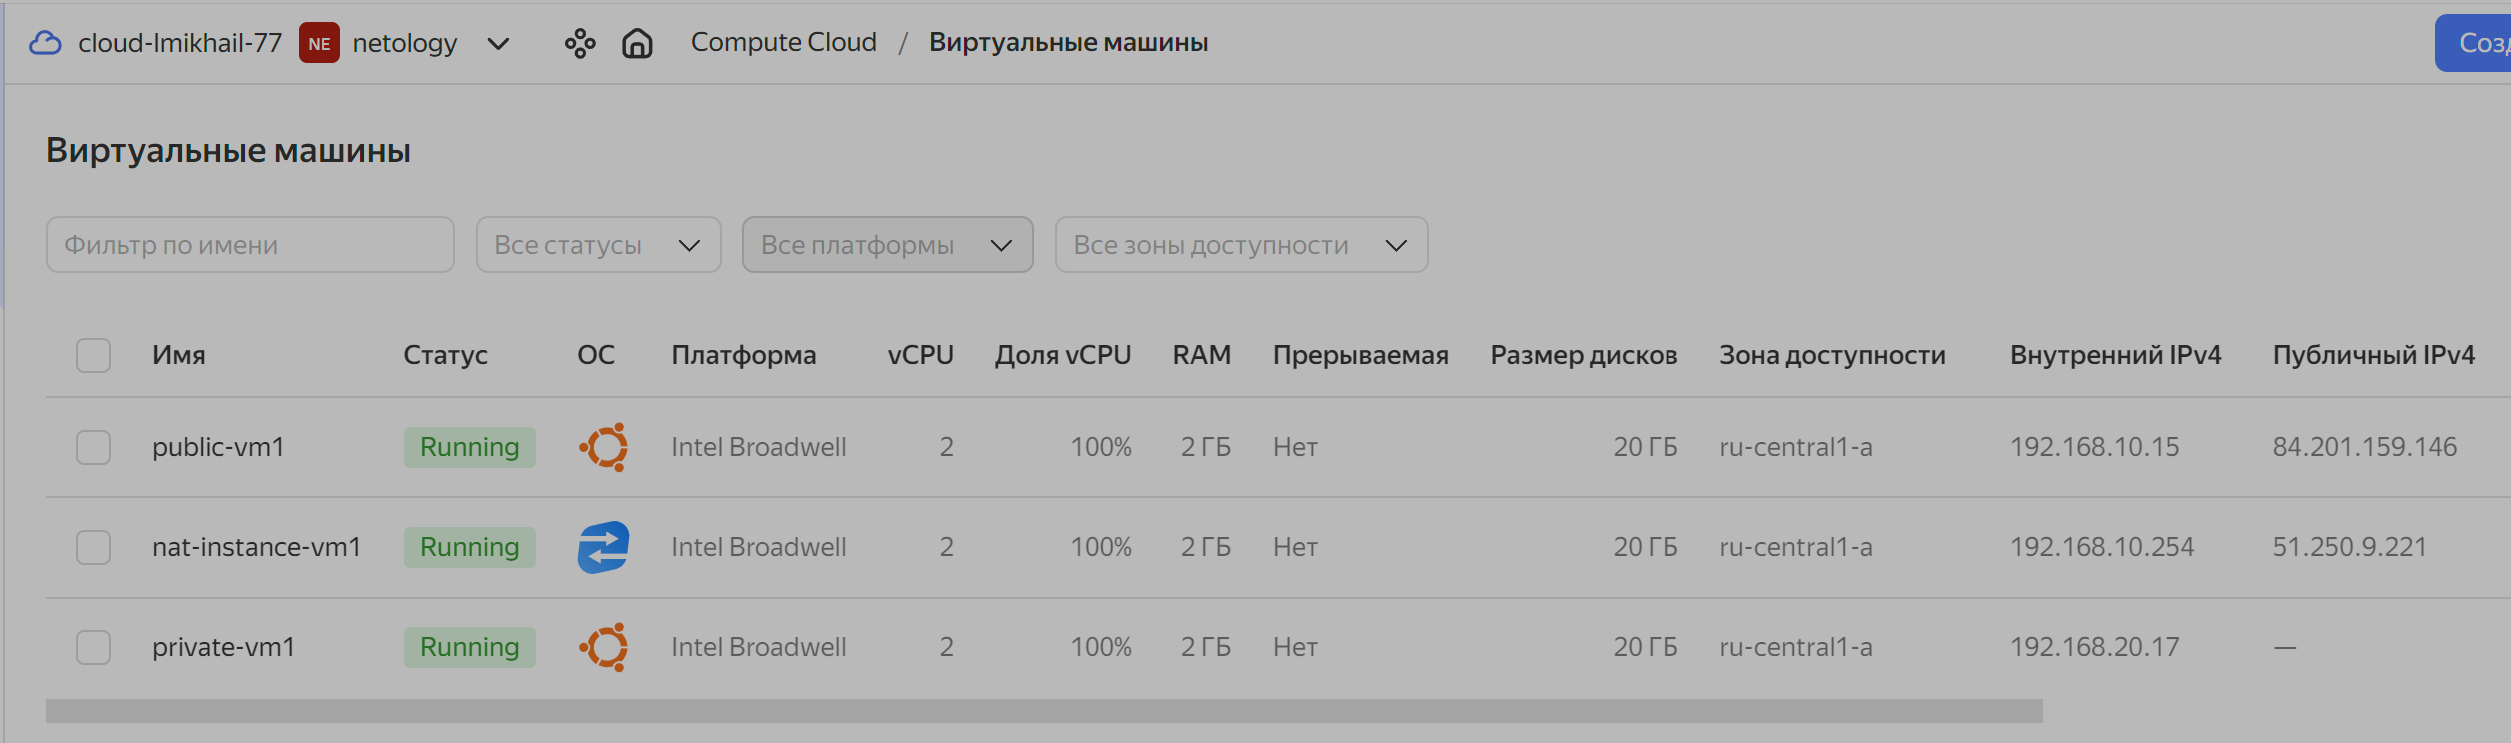 cloud-lmikhail-77 NE netology Compute Cloud / Виртуальные машины
Виртуальные машины
Фильтр по имени Все статусы Все платформы Все зоны доступности
Имя Статус ОС Платформа vCPU Доля vCPU RAM Прерываемая Размер дисков Зона доступности Внутренний IPv4 Публичный IPv4
public-vm1 Running Intel Broadwell 2 100% 2 ГБ Нет 20 ГБ ru-central1-a 192.168.10.15 84.201.159.146
nat-instance-vm1 Running Intel Broadwell 2 100% 2 ГБ Нет 20 ГБ ru-central1-a 192.168.10.254 51.250.9.221
private-vm1 Running Intel Broadwell 2 100% 2 ГБ Нет 20 ГБ ru-central1-a 192.168.20.17 —